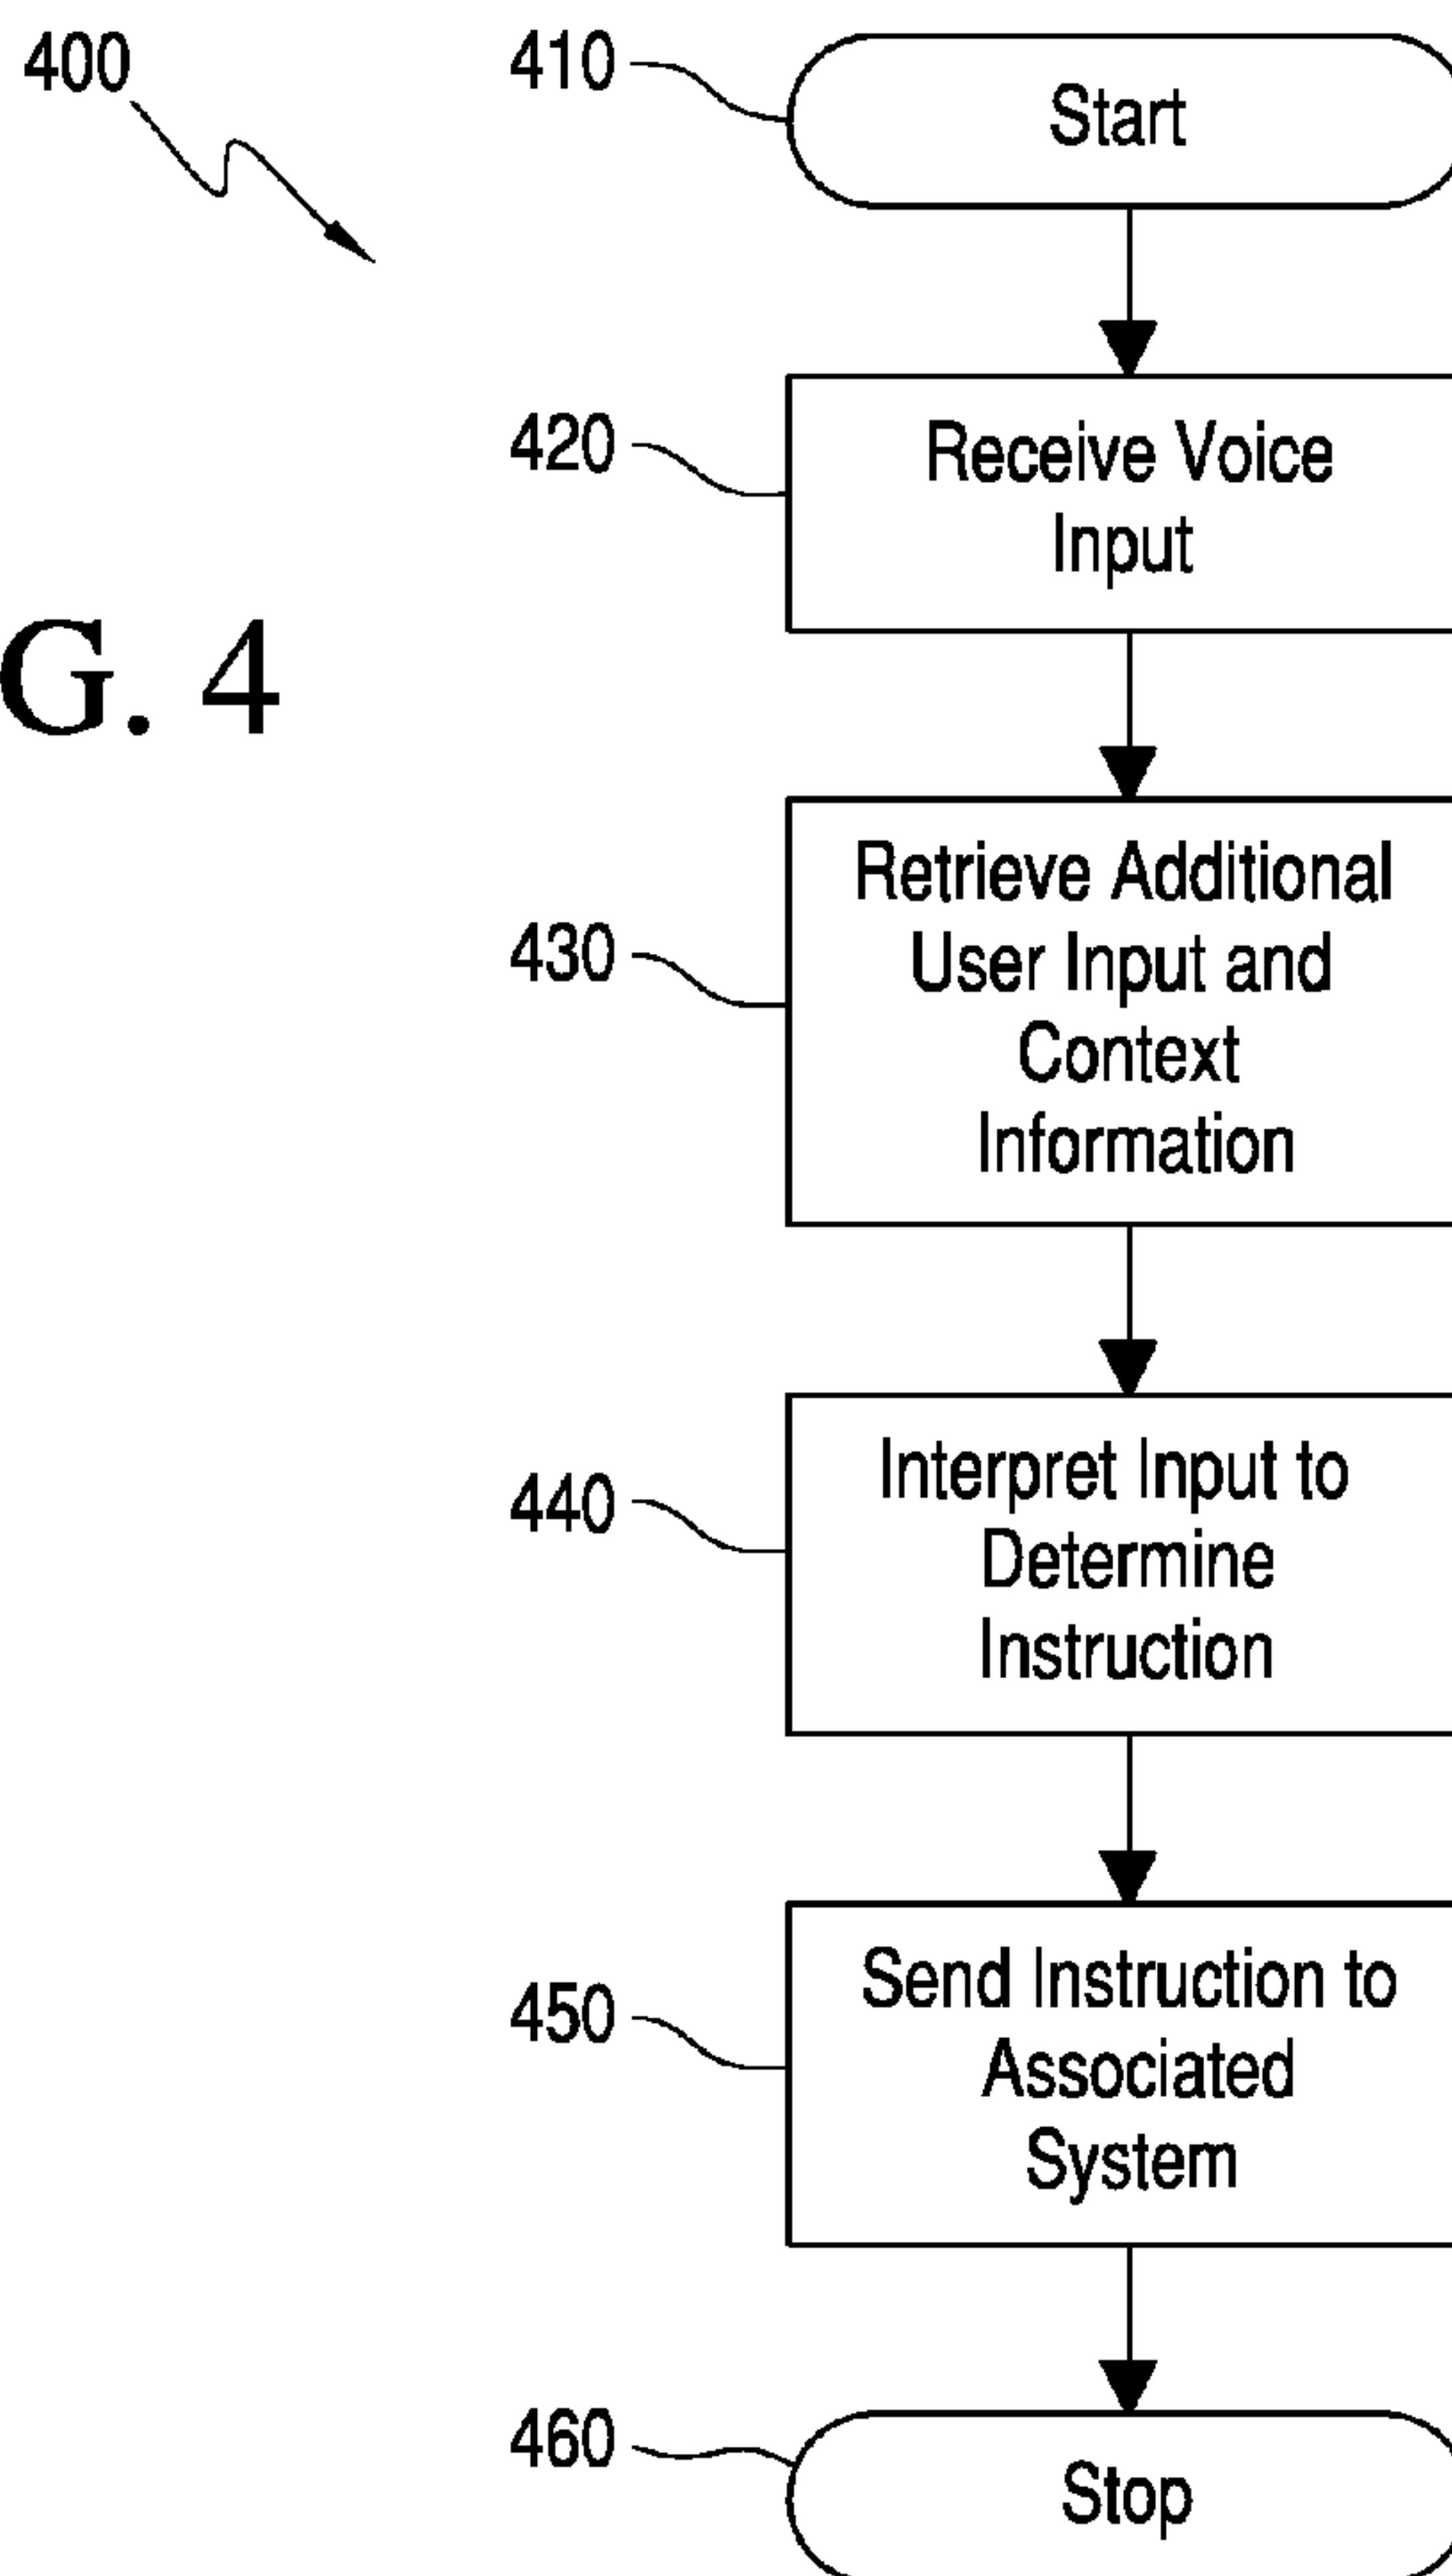 400
410
Start
420
Receive Voice
Input
G. 4
430
Retrieve Additional
User Input and
Context
Information
440
Interpret Input to
Determine
Instruction
450
Send Instruction to
Associated
System
460
Stop